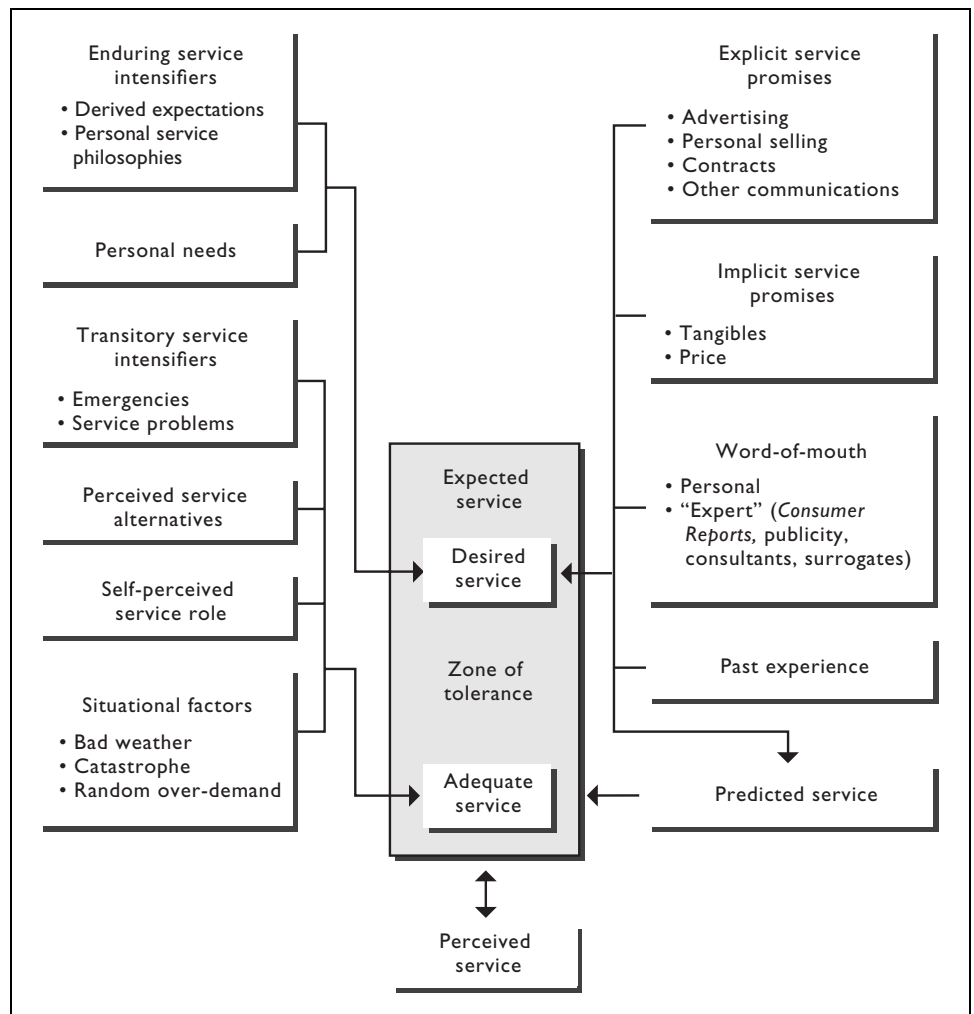 Enduring service
intensifiers
• Derived expectations
• Personal service
philosophies
Personal needs
Transitory service
intensifiers
• Emergencies
• Service problems
Perceived service
alternatives
Self-perceived
service role
Situational factors
• Bad weather
• Catastrophe
• Random over-demand
Expected
service
Desired
service
Zone of
tolerance
Adequate
service
Perceived
service
Explicit service
promises
• Advertising
• Personal selling
• Contracts
• Other communications
Implicit service
promises
• Tangibles
• Price
Word-of-mouth
• Personal
• “Expert” (Consumer
Reports, publicity,
consultants, surrogates)
Past experience
Predicted service